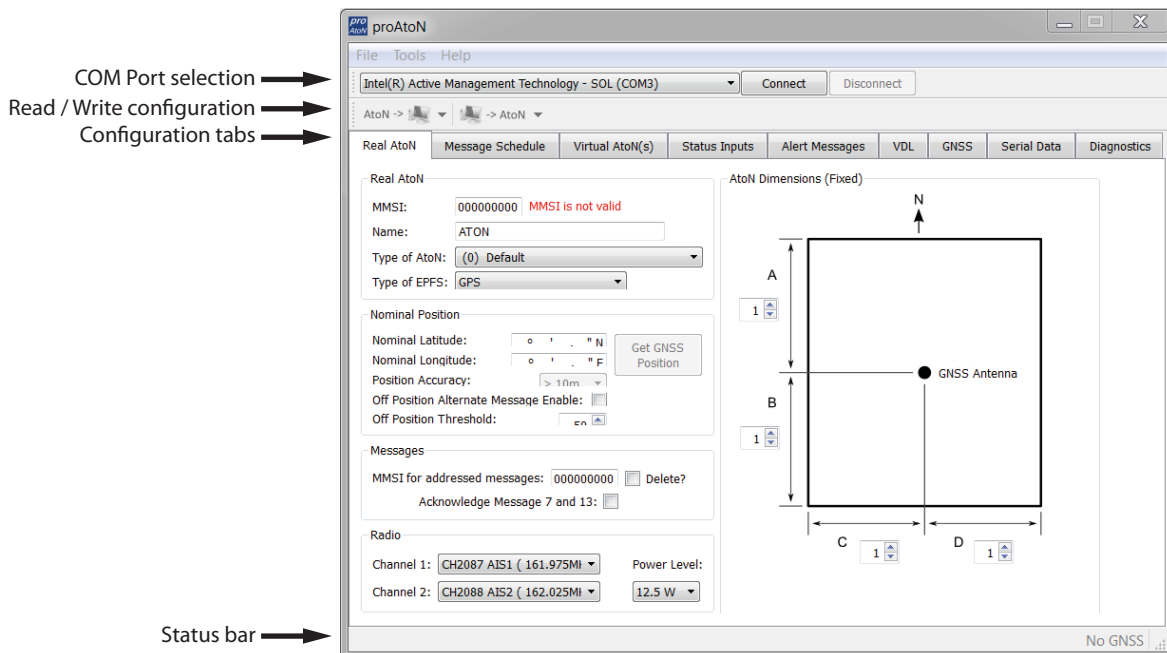 pro
AtoN
proAtoN
File Tools Help
COM Port selection
Intel(R) Active Management Technology - SOL (COM3)
Connect
Disconnect
Read / Write configuration
AtoN ->
-> AtoN
Configuration tabs
Real AtoN
Message Schedule
Virtual AtoN(s)
Status Inputs
Alert Messages
VDL
GNSS
Serial Data
Diagnostics
Real AtoN
MMSI: 000000000 MMSI is not valid
Name: ATON
Type of AtoN: (0) Default
Type of EPFS: GPS
Nominal Position
Nominal Latitude: ° ' . " N
Nominal Longitude: ° ' . " E
Get GNSS
Position
Position Accuracy: > 10m
Off Position Alternate Message Enable:
Off Position Threshold: 50
Messages
MMSI for addressed messages: 000000000 Delete?
Acknowledge Message 7 and 13:
Radio
Channel 1: CH2087 AIS1 ( 161.975MH
Power Level:
Channel 2: CH2088 AIS2 ( 162.025MH
12.5 W
AtoN Dimensions (Fixed)
N
A
1
GNSS Antenna
B
1
C 1
D 1
Status bar
No GNSS